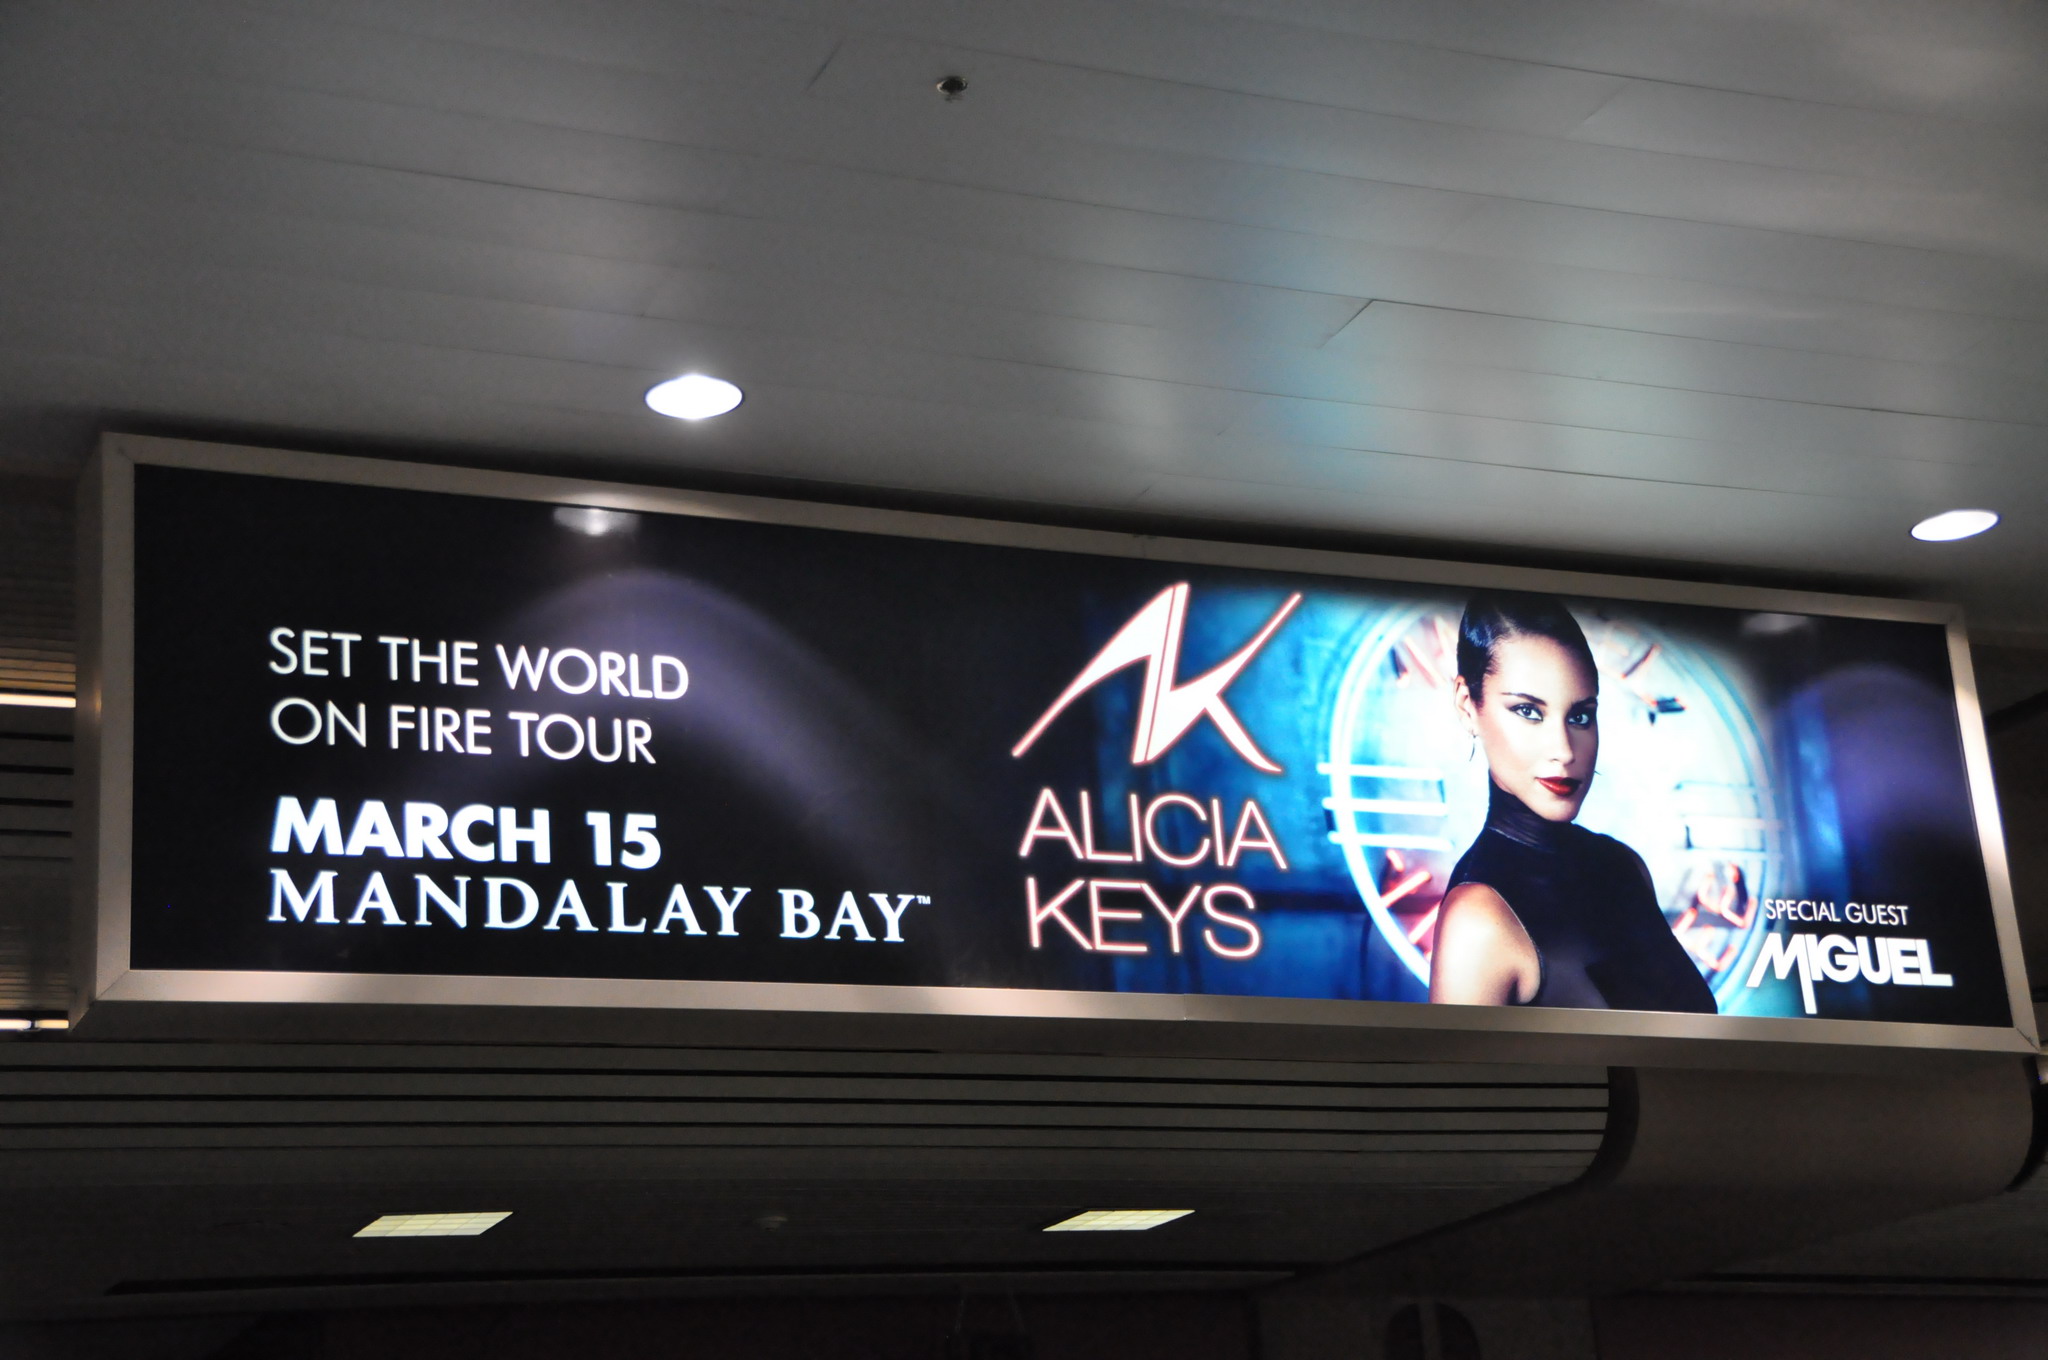 SET THE WORLD
ON FIRE TOUR
MARCH 15
MANDALAY BAY™
AK
ALICIA
KEYS
SPECIAL GUEST
MIGUEL